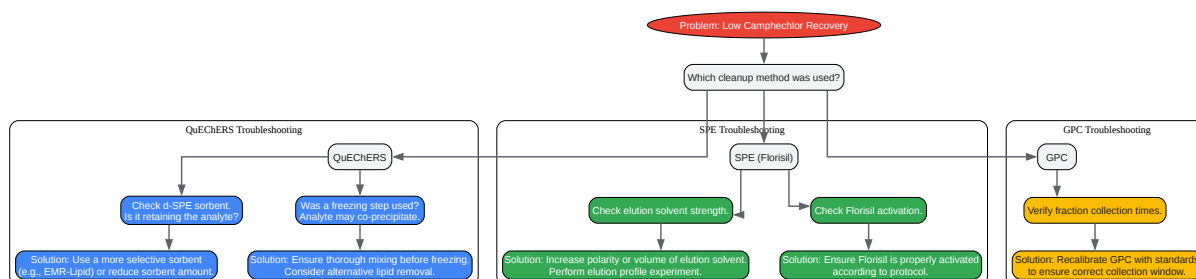 Problem: Low Camphechlor Recovery
Which cleanup method was used?
QuEChERS Troubleshooting
SPE Troubleshooting
GPC Troubleshooting
QuEChERS
SPE (Florisil)
GPC
Check d-SPE sorbent.
Is it retaining the analyte?
Was a freezing step used?
Analyte may co-precipitate.
Check elution solvent strength.
Check Florisil activation.
Verify fraction collection times.
Solution: Use a more selective sorbent
(e.g., EMR-Lipid) or reduce sorbent amount.
Solution: Ensure thorough mixing before freezing.
Consider alternative lipid removal.
Solution: Increase polarity or volume of elution solvent.
Perform elution profile experiment.
Solution: Ensure Florisil is properly activated
according to protocol.
Solution: Recalibrate GPC with standards
to ensure correct collection window.